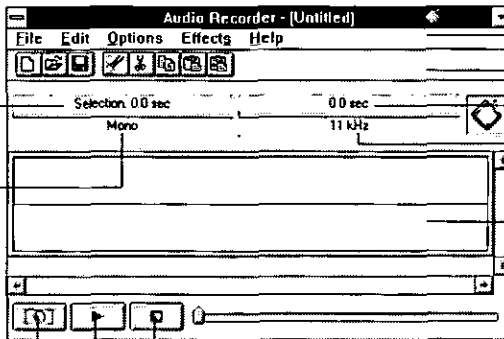 Audio Recorder - [Untitled]
File Edit Options Effects Help
Selection. 0.0 sec 0.0 sec
Mono 11 kHz